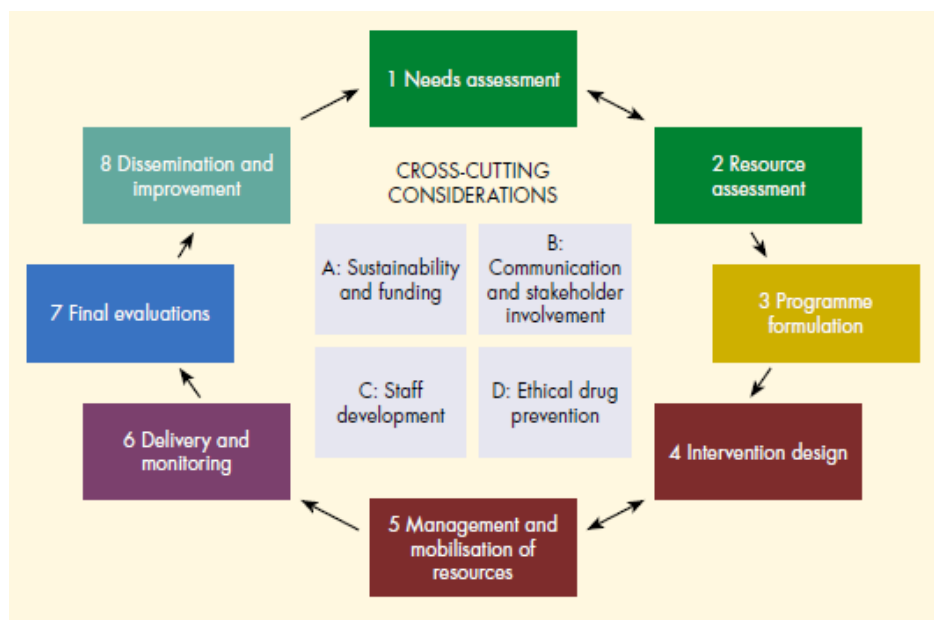 1 Needs assessment
8 Dissemination and
improvement
2 Resource
assessment
CROSS-CUTTING
CONSIDERATIONS
A: Sustainability
and funding
B:
Communication
and stakeholder
involvement
7 Final evaluations
3 Programme
formulation
C: Staff
development
D: Ethical drug
prevention
6 Delivery and
monitoring
4 Intervention design
5 Management and
mobilisation of
resources